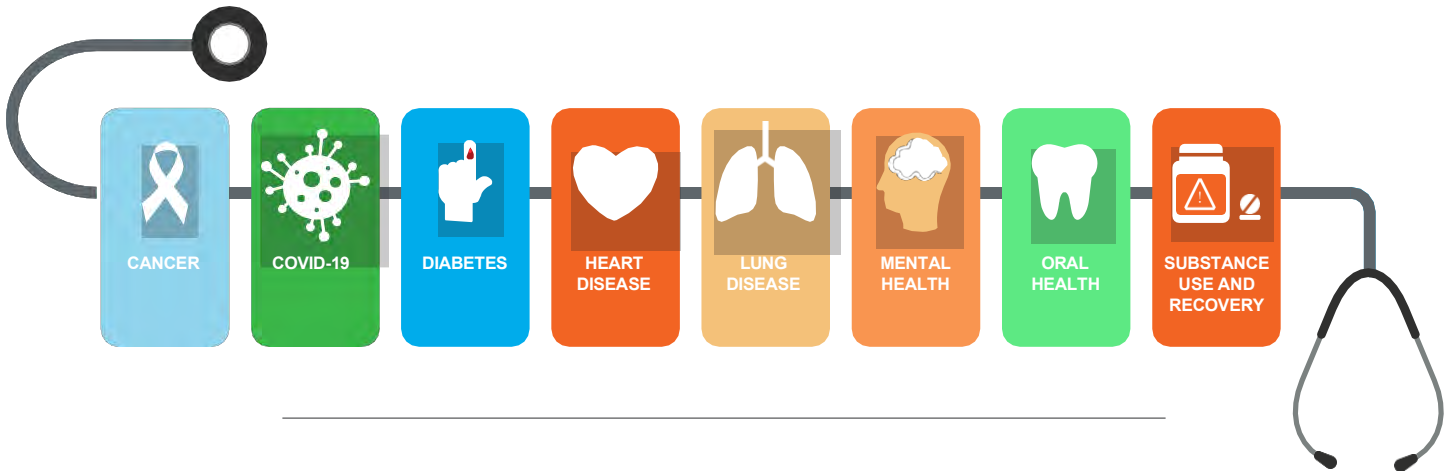 CANCER
COVID-19
DIABETES
HEART
DISEASE
LUNG
DISEASE
MENTAL
HEALTH
ORAL
HEALTH
SUBSTANCE
USE AND
RECOVERY